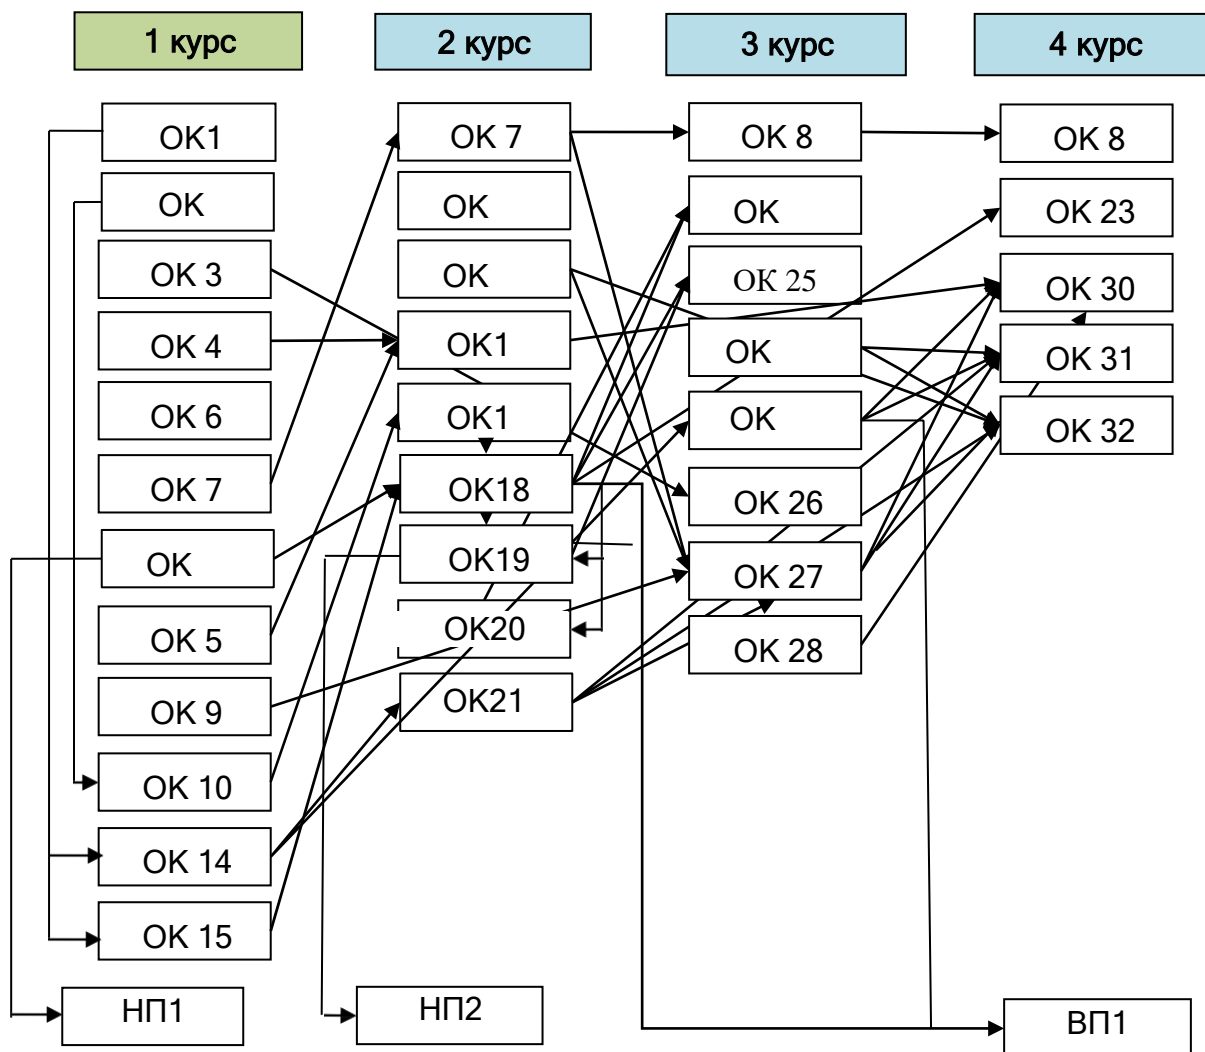 1 курс
2 курс
3 курс
4 курс
ОК1
ОК
ОК 3
ОК 4
ОК 6
ОК 7
ОК
ОК 5
ОК 9
ОК 10
ОК 14
ОК 15
НП1
ОК 7
ОК
ОК
ОК1
ОК1
ОК18
ОК19
ОК20
ОК21
НП2
ОК 8
ОК
ОК 25
ОК
ОК
ОК 26
ОК 27
ОК 28
ОК 8
ОК 23
ОК 30
ОК 31
ОК 32
ВП1